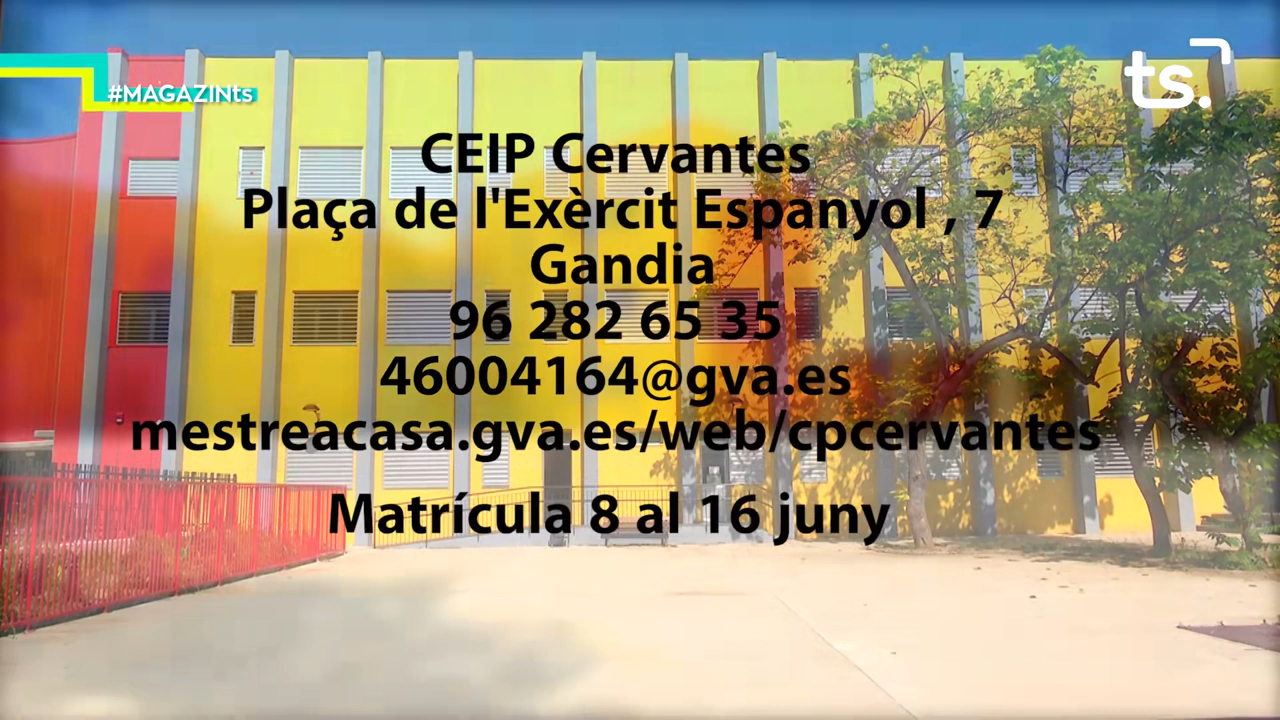 #MAGAZINts
ts.
CEIP Cervantes
Plaça de l'Exèrcit Espanyol , 7
Gandia
96 282 65 35
46004164@gva.es
mestreacasa.gva.es/web/cpcervantes
Matrícula 8 al 16 juny